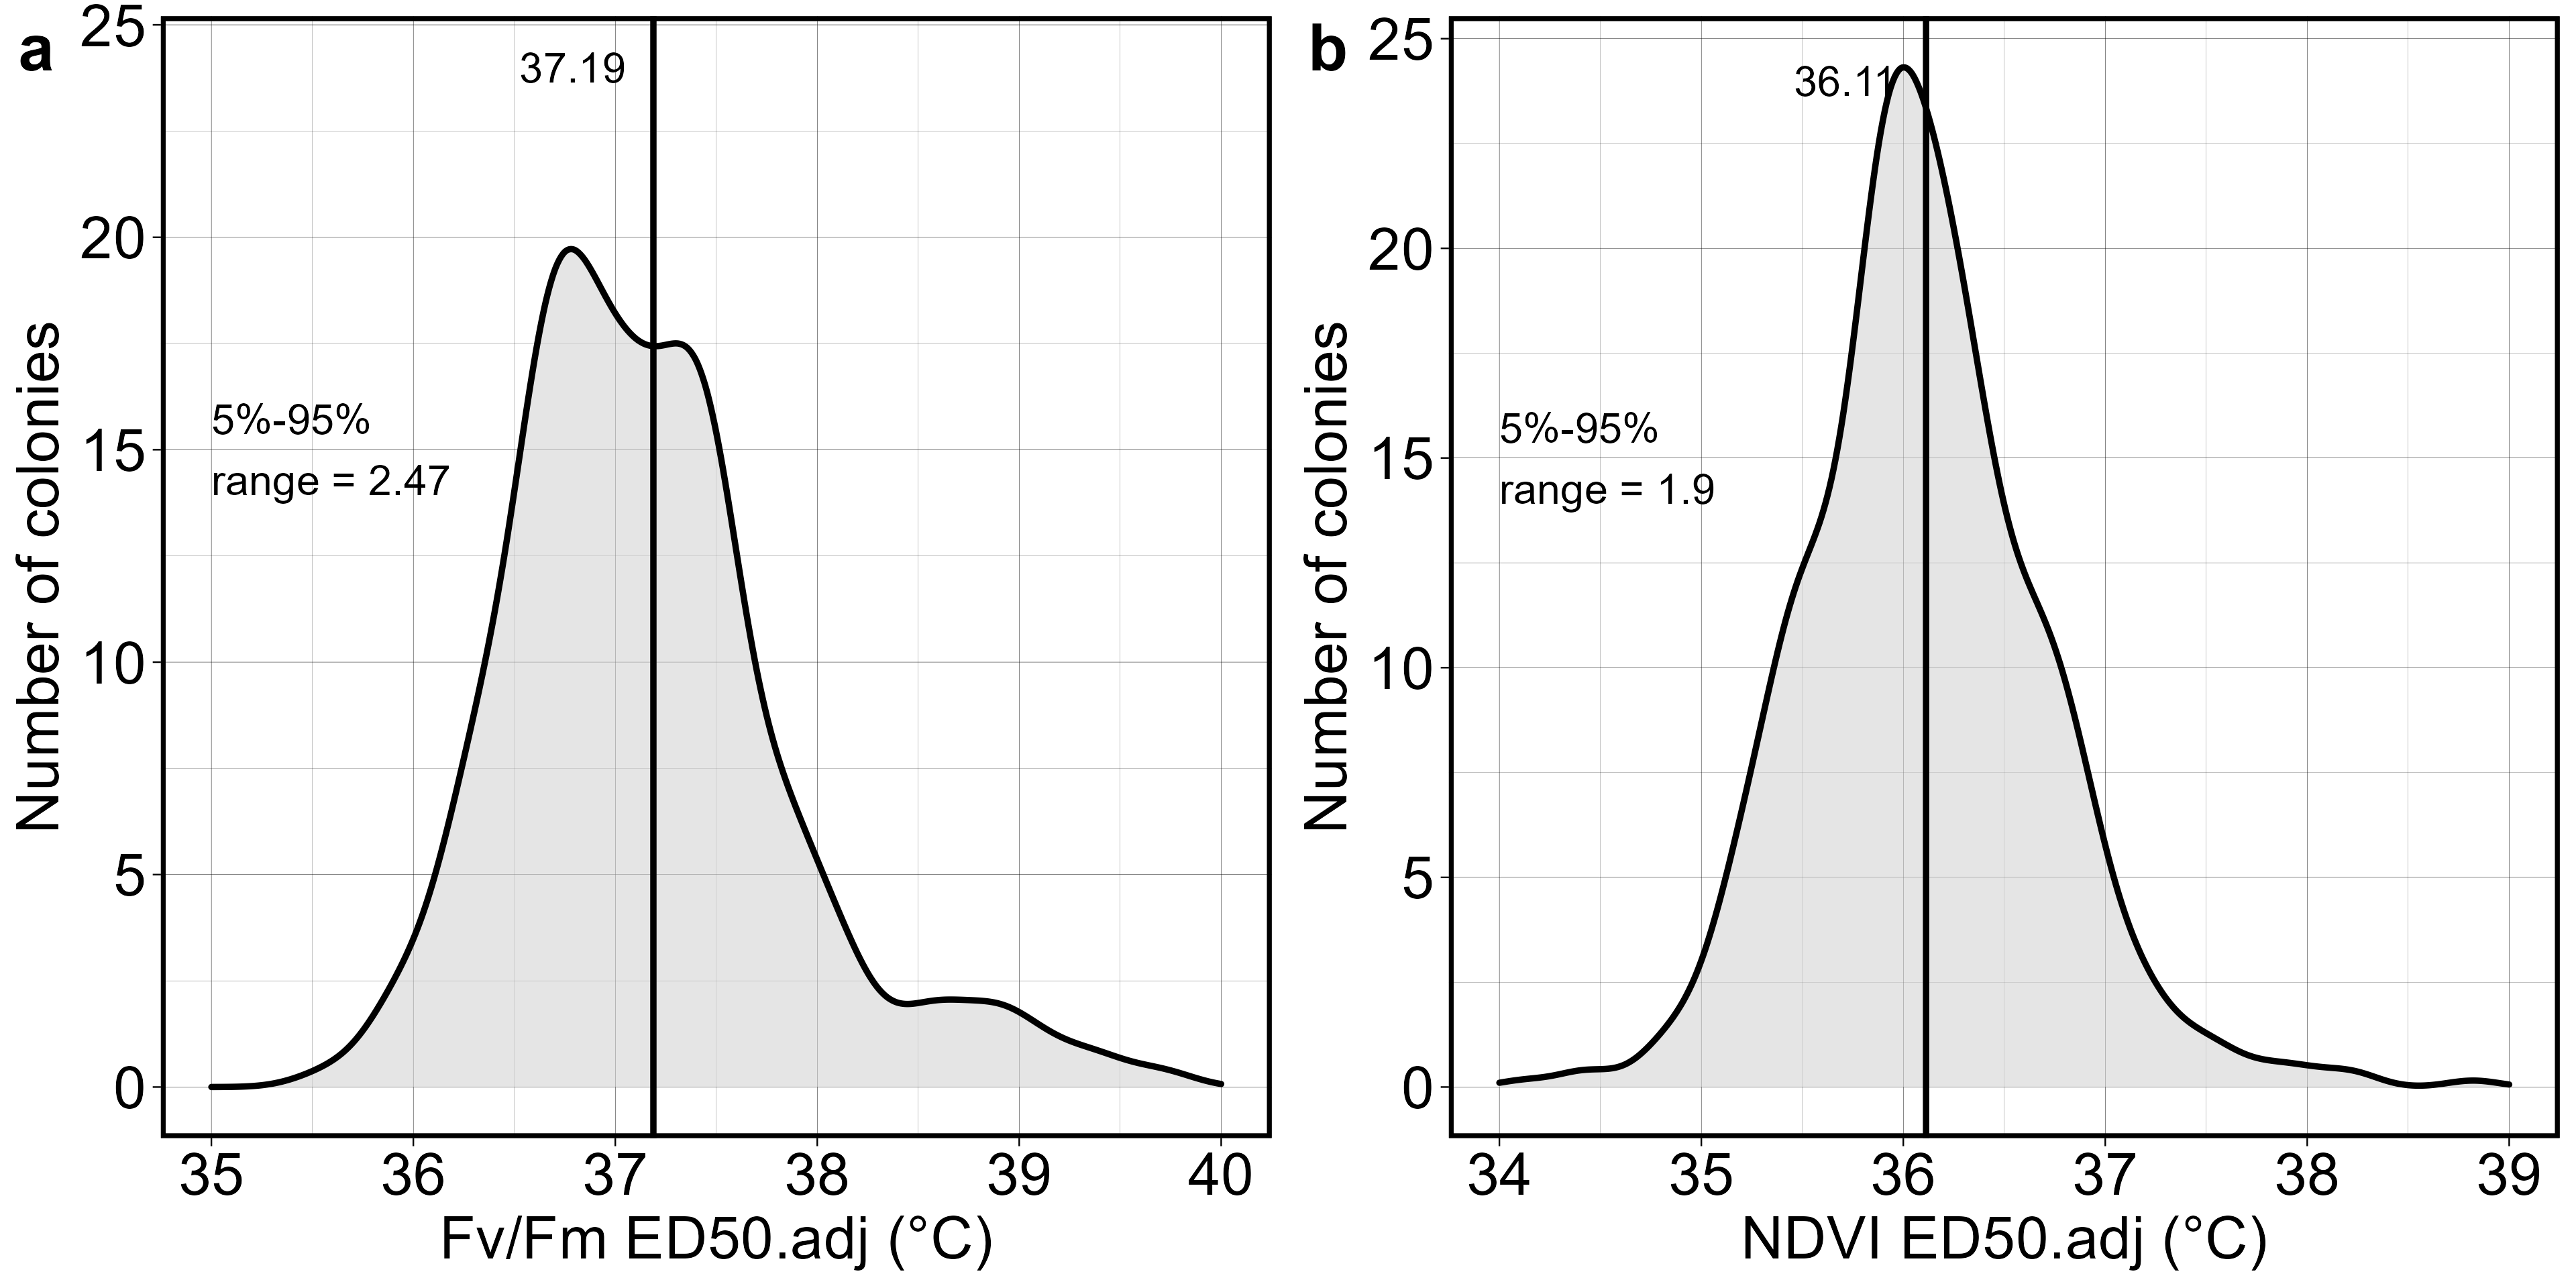 a
25
20
15
10
5
0
Number of colonies
37.19
5%-95%
range = 2.47
35 36 37 38 39 40
Fv/Fm ED50.adj (°C)
b
25
20
15
10
5
0
Number of colonies
36.11
5%-95%
range = 1.9
34 35 36 37 38 39
NDVI ED50.adj (°C)